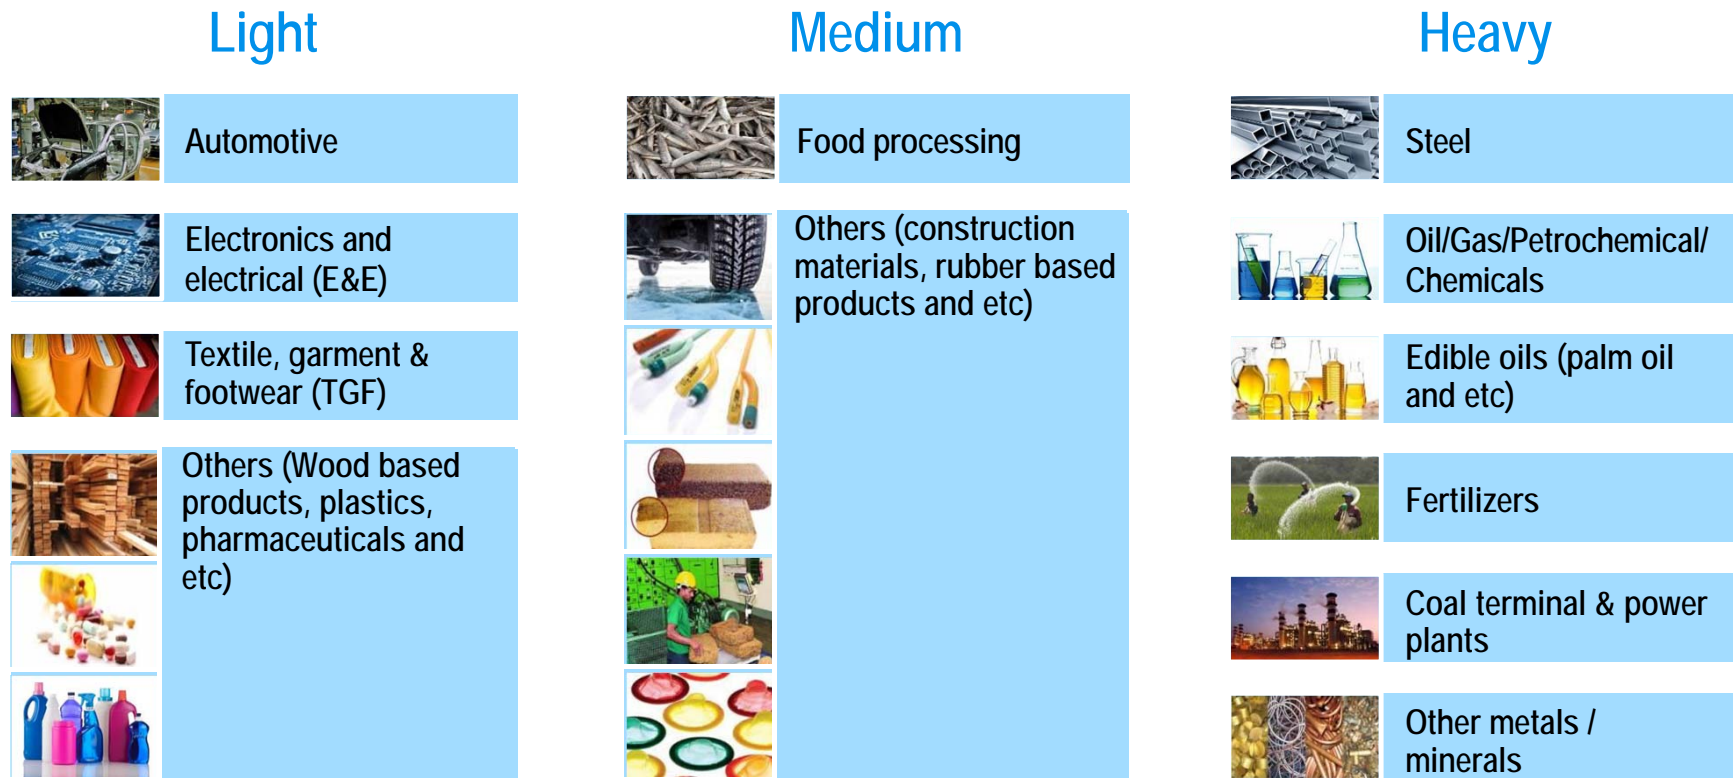 Light
Automotive
Electronics and
electrical (E&E)
Textile, garment &
footwear (TGF)
Others (Wood based
products, plastics,
pharmaceuticals and
etc)
Medium
Food processing
Others (construction
materials, rubber based
products and etc)
Heavy
Steel
Oil/Gas/Petrochemical/
Chemicals
Edible oils (palm oil
and etc)
Fertilizers
Coal terminal & power
plants
Other metals /
minerals